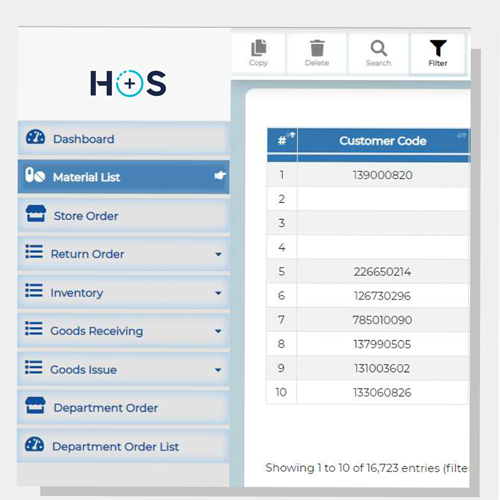 HOS
Copy
Delete
Search
Filter
Dashboard
Material List
Store Order
Return Order
Inventory
Goods Receiving
Goods Issue
Department Order
Department Order List
# Customer Code
1 139000820
2
3
4
5 226650214
6 126730296
7 785010090
8 137990505
9 131003602
10 133060826
Showing 1 to 10 of 16,723 entries (filte